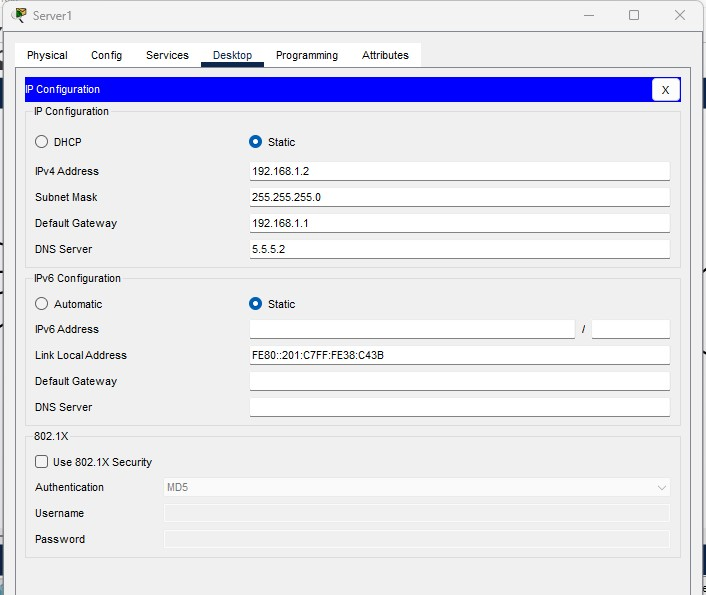 Server1
Physical Config Services Desktop Programming Attributes
IP Configuration X
IP Configuration
DHCP Static
IPv4 Address 192.168.1.2
Subnet Mask 255.255.255.0
Default Gateway 192.168.1.1
DNS Server 5.5.5.2
IPv6 Configuration
Automatic Static
IPv6 Address /
Link Local Address FE80::201:C7FF:FE38:C43B
Default Gateway
DNS Server
802.1X
Use 802.1X Security
Authentication MD5
Username
Password